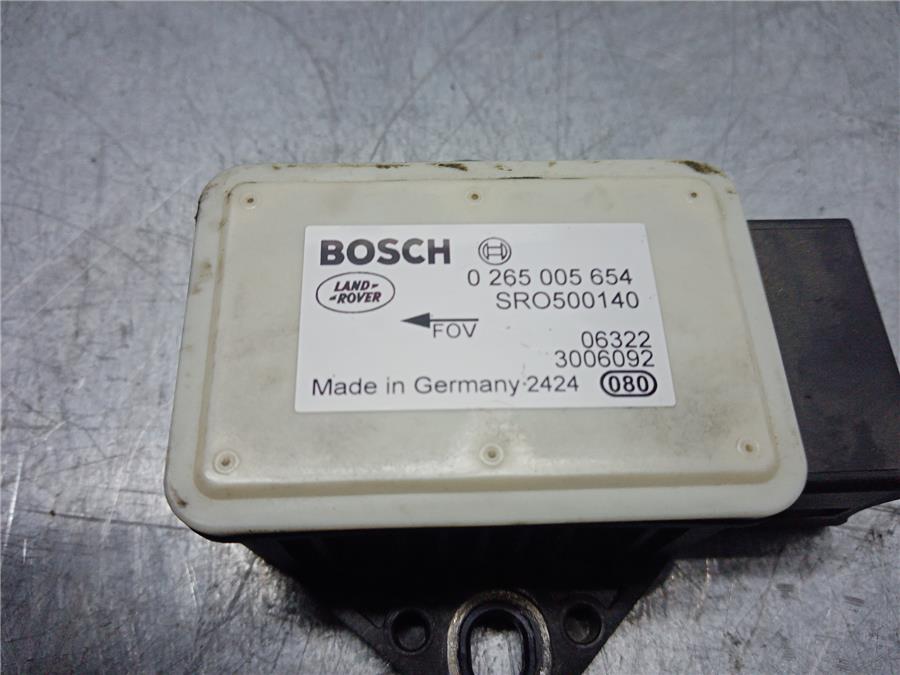 BOSCH
0 265 005 654
LAND-
-ROVER
SRO500140
FOV
06322
3006092
Made in Germany 2424 080